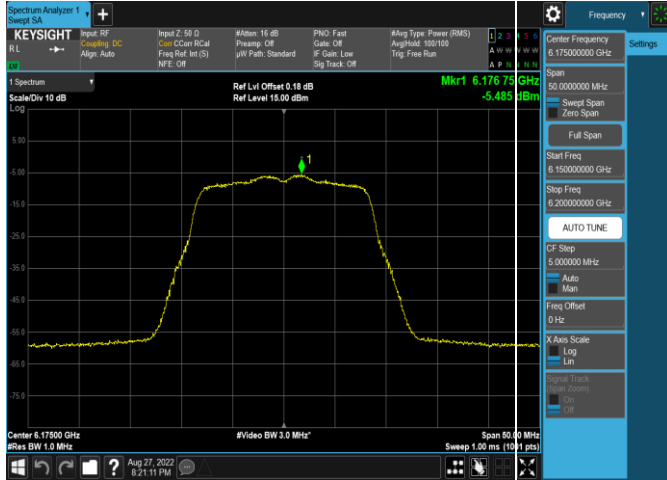 Spectrum Analyzer 1
Swept SA
+
Frequency
KEYSIGHT
Input: RF
Input Z: 50 Ω
#Atten: 16 dB
PNO: Fast
#Avg Type: Power (RMS)
1 2 3 4 5 6
R L
Coupling: DC
Corr CCorr RCal
Preamp: Off
Gate: Off
Avg|Hold: 100/100
A W W W W W
Align: Auto
Freq Ref: Int (S)
µW Path: Standard
IF Gain: Low
Trig: Free Run
NFE: Off
Sig Track: Off
A P N N N N
1 Spectrum
Scale/Div 10 dB
Log
Ref Lvl Offset 0.18 dB
Ref Level 15.00 dBm
Mkr1 6.176 75 GHz
-5.485 dBm
1
5.00
-5.00
-15.0
-25.0
-35.0
-45.0
-55.0
-65.0
-75.0
Center 6.17500 GHz
#Video BW 3.0 MHz*
Span 50.00 MHz
#Res BW 1.0 MHz
Sweep 1.00 ms (1001 pts)
?
Aug 27, 2022
8:21:11 PM
Settings
Center Frequency
6.175000000 GHz
Span
50.0000000 MHz
Swept Span
Zero Span
Full Span
Start Freq
6.150000000 GHz
Stop Freq
6.200000000 GHz
AUTO TUNE
CF Step
5.000000 MHz
Auto
Man
Freq Offset
0 Hz
X Axis Scale
Log
Lin
Signal Track
(Span Zoom)
On
Off